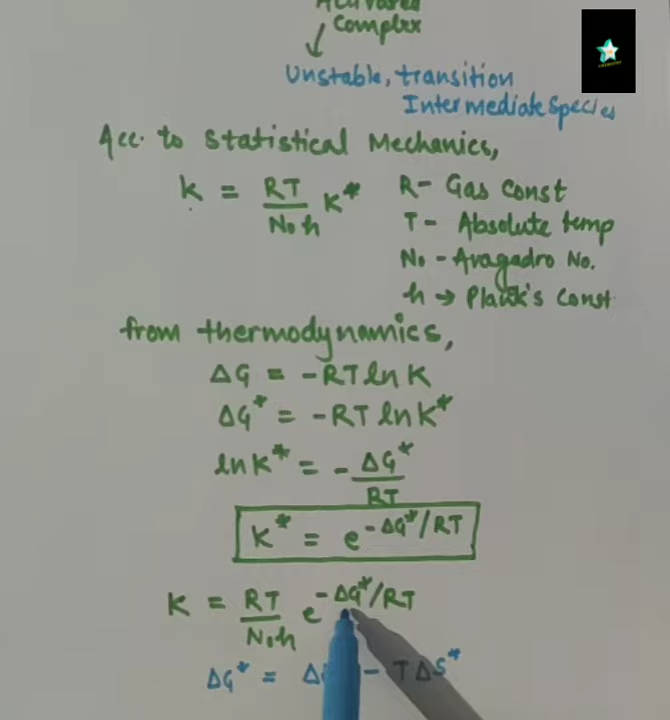 Activated
Complex
Unstable, transition
Intermediate Species
Acc. to Statistical Mechanics,
k = RT/N₀h K* R- Gas Const
T- Absolute temp
N₀ - Avagadro No.
h → Plank's Const
from thermodynamics,
ΔG = -RT ln K
ΔG* = -RT ln K*
ln K* = -ΔG*/RT
K* = e^-ΔG*/RT
K = RT/N₀h e^-ΔG*/RT
ΔG* = Δ - TΔS*